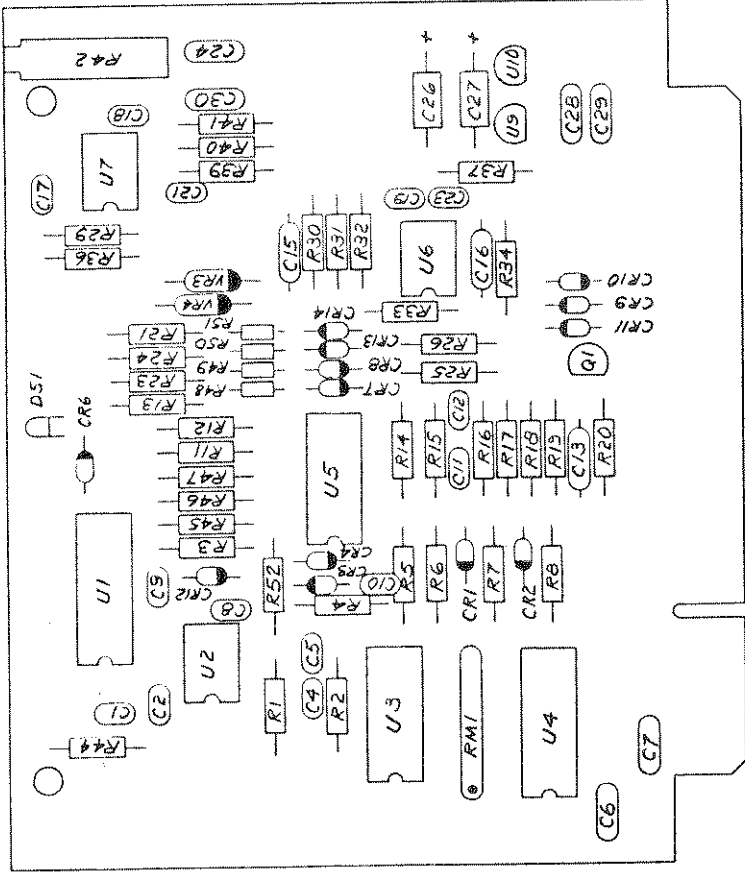 R42
C24
C26
+
C27
+
U10
U9
C28
C29
C30
C18
R41
R40
R39
C21
U7
C17
R29
R36
R37
C19
C23
C15
R30
R31
R32
U6
C16
R34
VR3
VR4
R33
CR14
CR13
CR8
CR7
R51
R50
R49
R48
R21
R24
R23
R13
R26
R25
CR10
CR9
CR11
Q1
DS1
CR6
R12
R11
R47
R46
R45
R3
U5
R14
R15
C12
C11
R16
R17
R18
R19
C13
R20
U1
C9
CR12
C8
R52
CR4
CR3
C10
R4
R5
R6
CR1
R7
CR2
R8
U2
C5
C4
R1
R2
C1
C2
R44
U3
RM1
U4
C7
C6